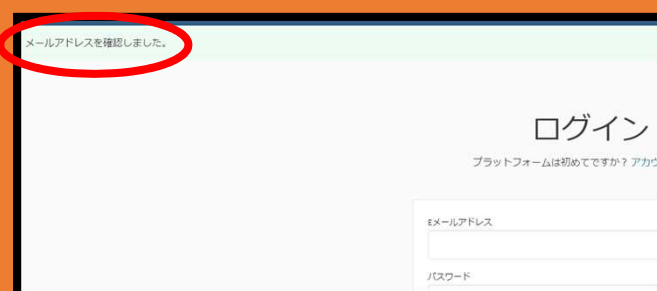 メールアドレスを確認しました。
ログイン
プラットフォームは初めてですか？ アカウ
Eメールアドレス
パスワード